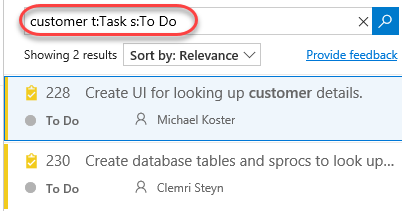 customer t:Task s:To Do
Showing 2 results Sort by: Relevance Provide feedback
228 Create UI for looking up customer details.
To Do Michael Koster
230 Create database tables and sprocs to look up...
To Do Clemri Steyn